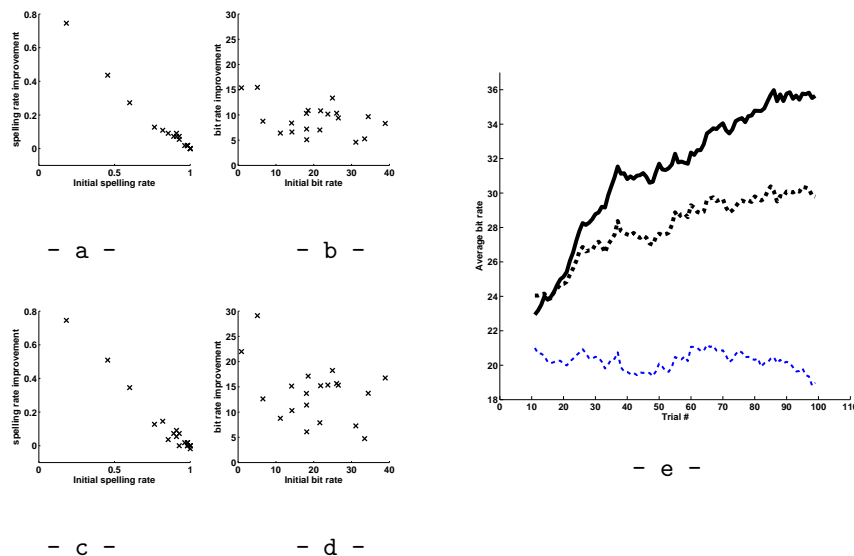 0.8
0.6
0.4
0.2
0
0 0.5 1
spelling rate improvement
Initial spelling rate
- a -
30
25
20
15
10
5
0
0 10 20 30 40
bit rate improvement
Initial bit rate
- b -
0.8
0.6
0.4
0.2
0
0 0.5 1
spelling rate improvement
Initial spelling rate
- c -
30
25
20
15
10
5
0
0 10 20 30 40
bit rate improvement
Initial bit rate
- d -
36
34
32
30
28
26
24
22
20
18
0 10 20 30 40 50 60 70 80 90 100 110
Average bit rate
Trial #
- e -